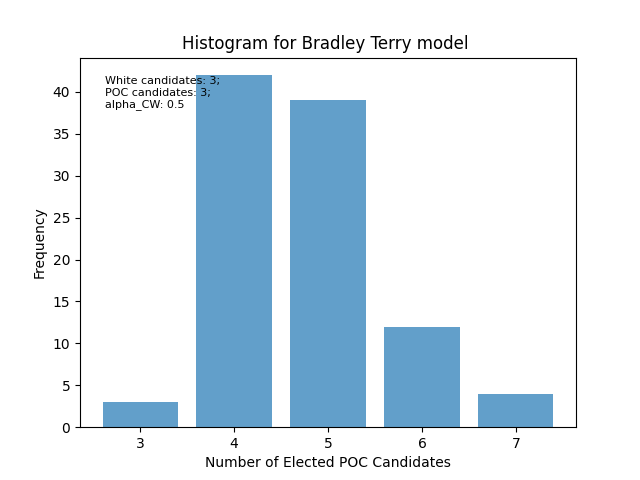 Histogram for Bradley Terry model
White candidates: 3;
POC candidates: 3;
alpha_CW: 0.5
40
35
30
25
20
15
10
5
0
Frequency
3 4 5 6 7
Number of Elected POC Candidates